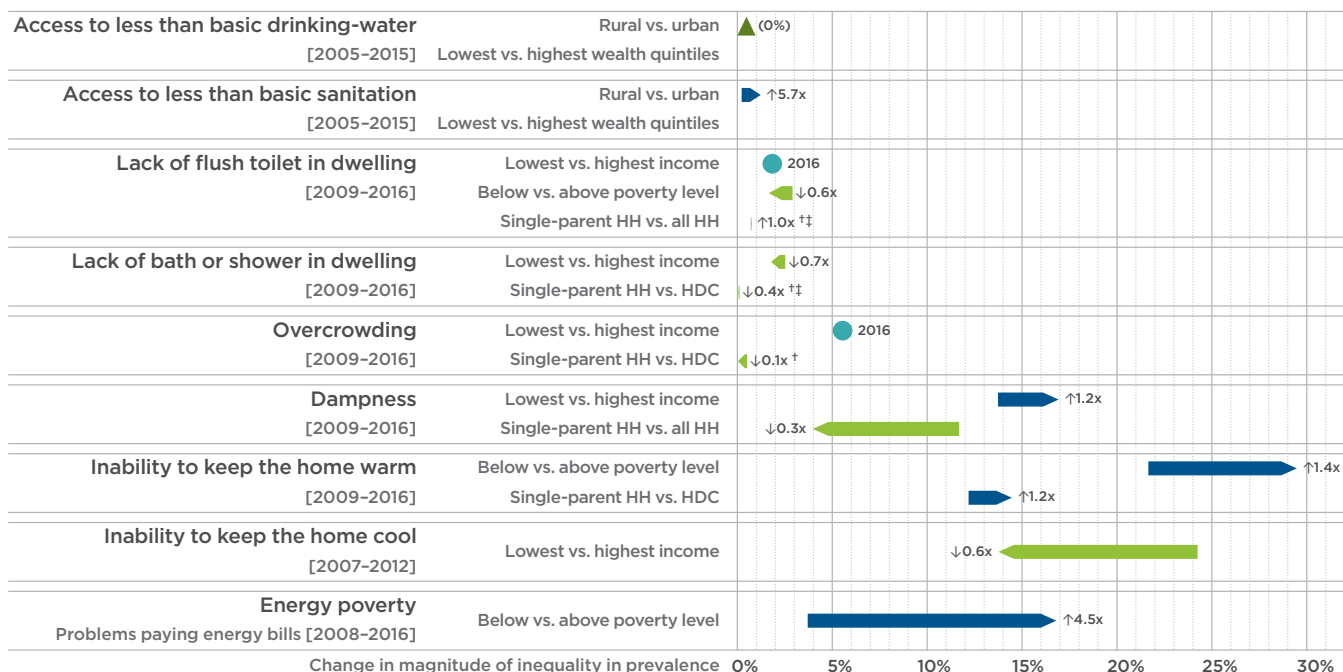 Access to less than basic drinking-water Rural vs. urban (0%)
[2005–2015] Lowest vs. highest wealth quintiles
Access to less than basic sanitation Rural vs. urban ↑5.7x
[2005–2015] Lowest vs. highest wealth quintiles
Lack of flush toilet in dwelling Lowest vs. highest income 2016
[2009–2016] Below vs. above poverty level ↓0.6x
Single-parent HH vs. all HH ↑1.0x †‡
Lack of bath or shower in dwelling Lowest vs. highest income ↓0.7x
[2009–2016] Single-parent HH vs. HDC ↓0.4x †‡
Overcrowding Lowest vs. highest income 2016
[2009–2016] Single-parent HH vs. HDC ↓0.1x †
Dampness Lowest vs. highest income ↑1.2x
[2009–2016] Single-parent HH vs. all HH ↓0.3x
Inability to keep the home warm Below vs. above poverty level ↑1.4x
[2009–2016] Single-parent HH vs. HDC ↑1.2x
Inability to keep the home cool
Lowest vs. highest income ↓0.6x
[2007–2012]
Energy poverty
Below vs. above poverty level ↑4.5x
Problems paying energy bills [2008–2016]
Change in magnitude of inequality in prevalence 0% 5% 10% 15% 20% 25% 30%